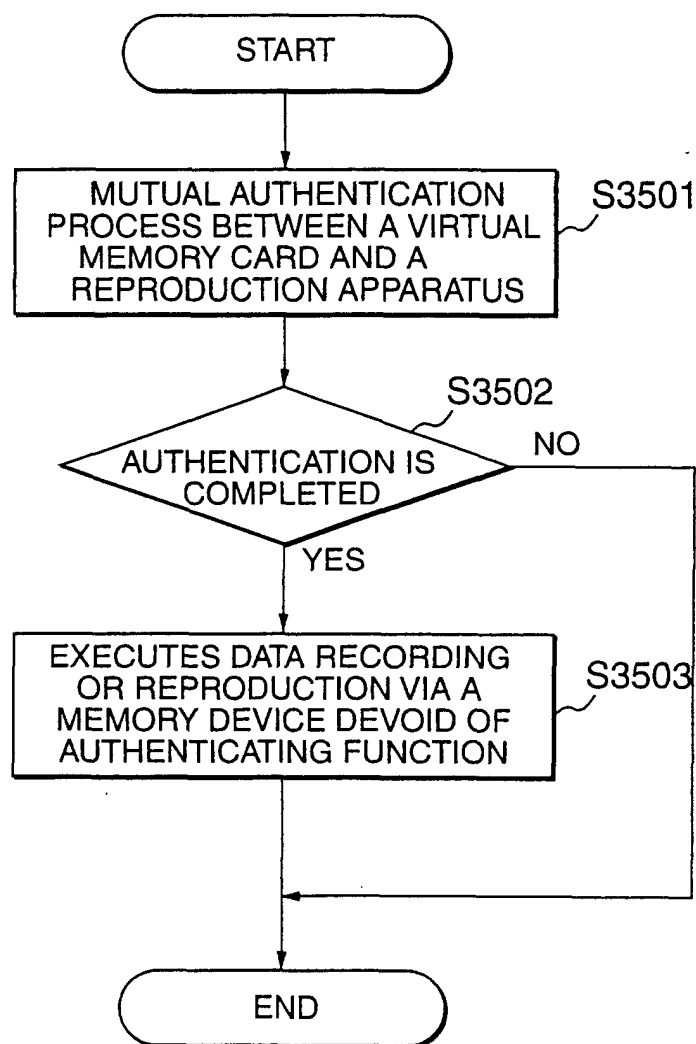 START
MUTUAL AUTHENTICATION
PROCESS BETWEEN A VIRTUAL
MEMORY CARD AND A
REPRODUCTION APPARATUS
S3501
S3502
AUTHENTICATION IS
COMPLETED
NO
YES
EXECUTES DATA RECORDING
OR REPRODUCTION VIA A
MEMORY DEVICE DEVOID OF
AUTHENTICATING FUNCTION
S3503
END